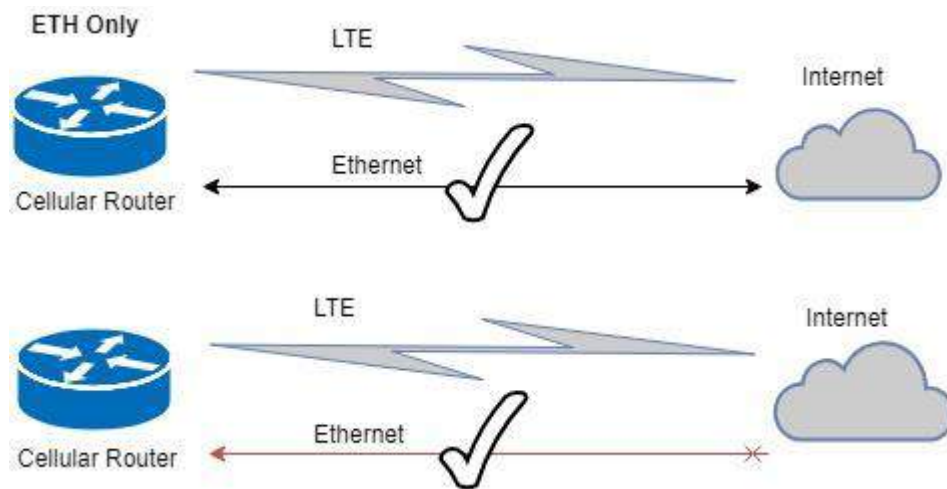 ETH Only
LTE
Internet
Ethernet
Cellular Router
LTE
Internet
Ethernet
Cellular Router